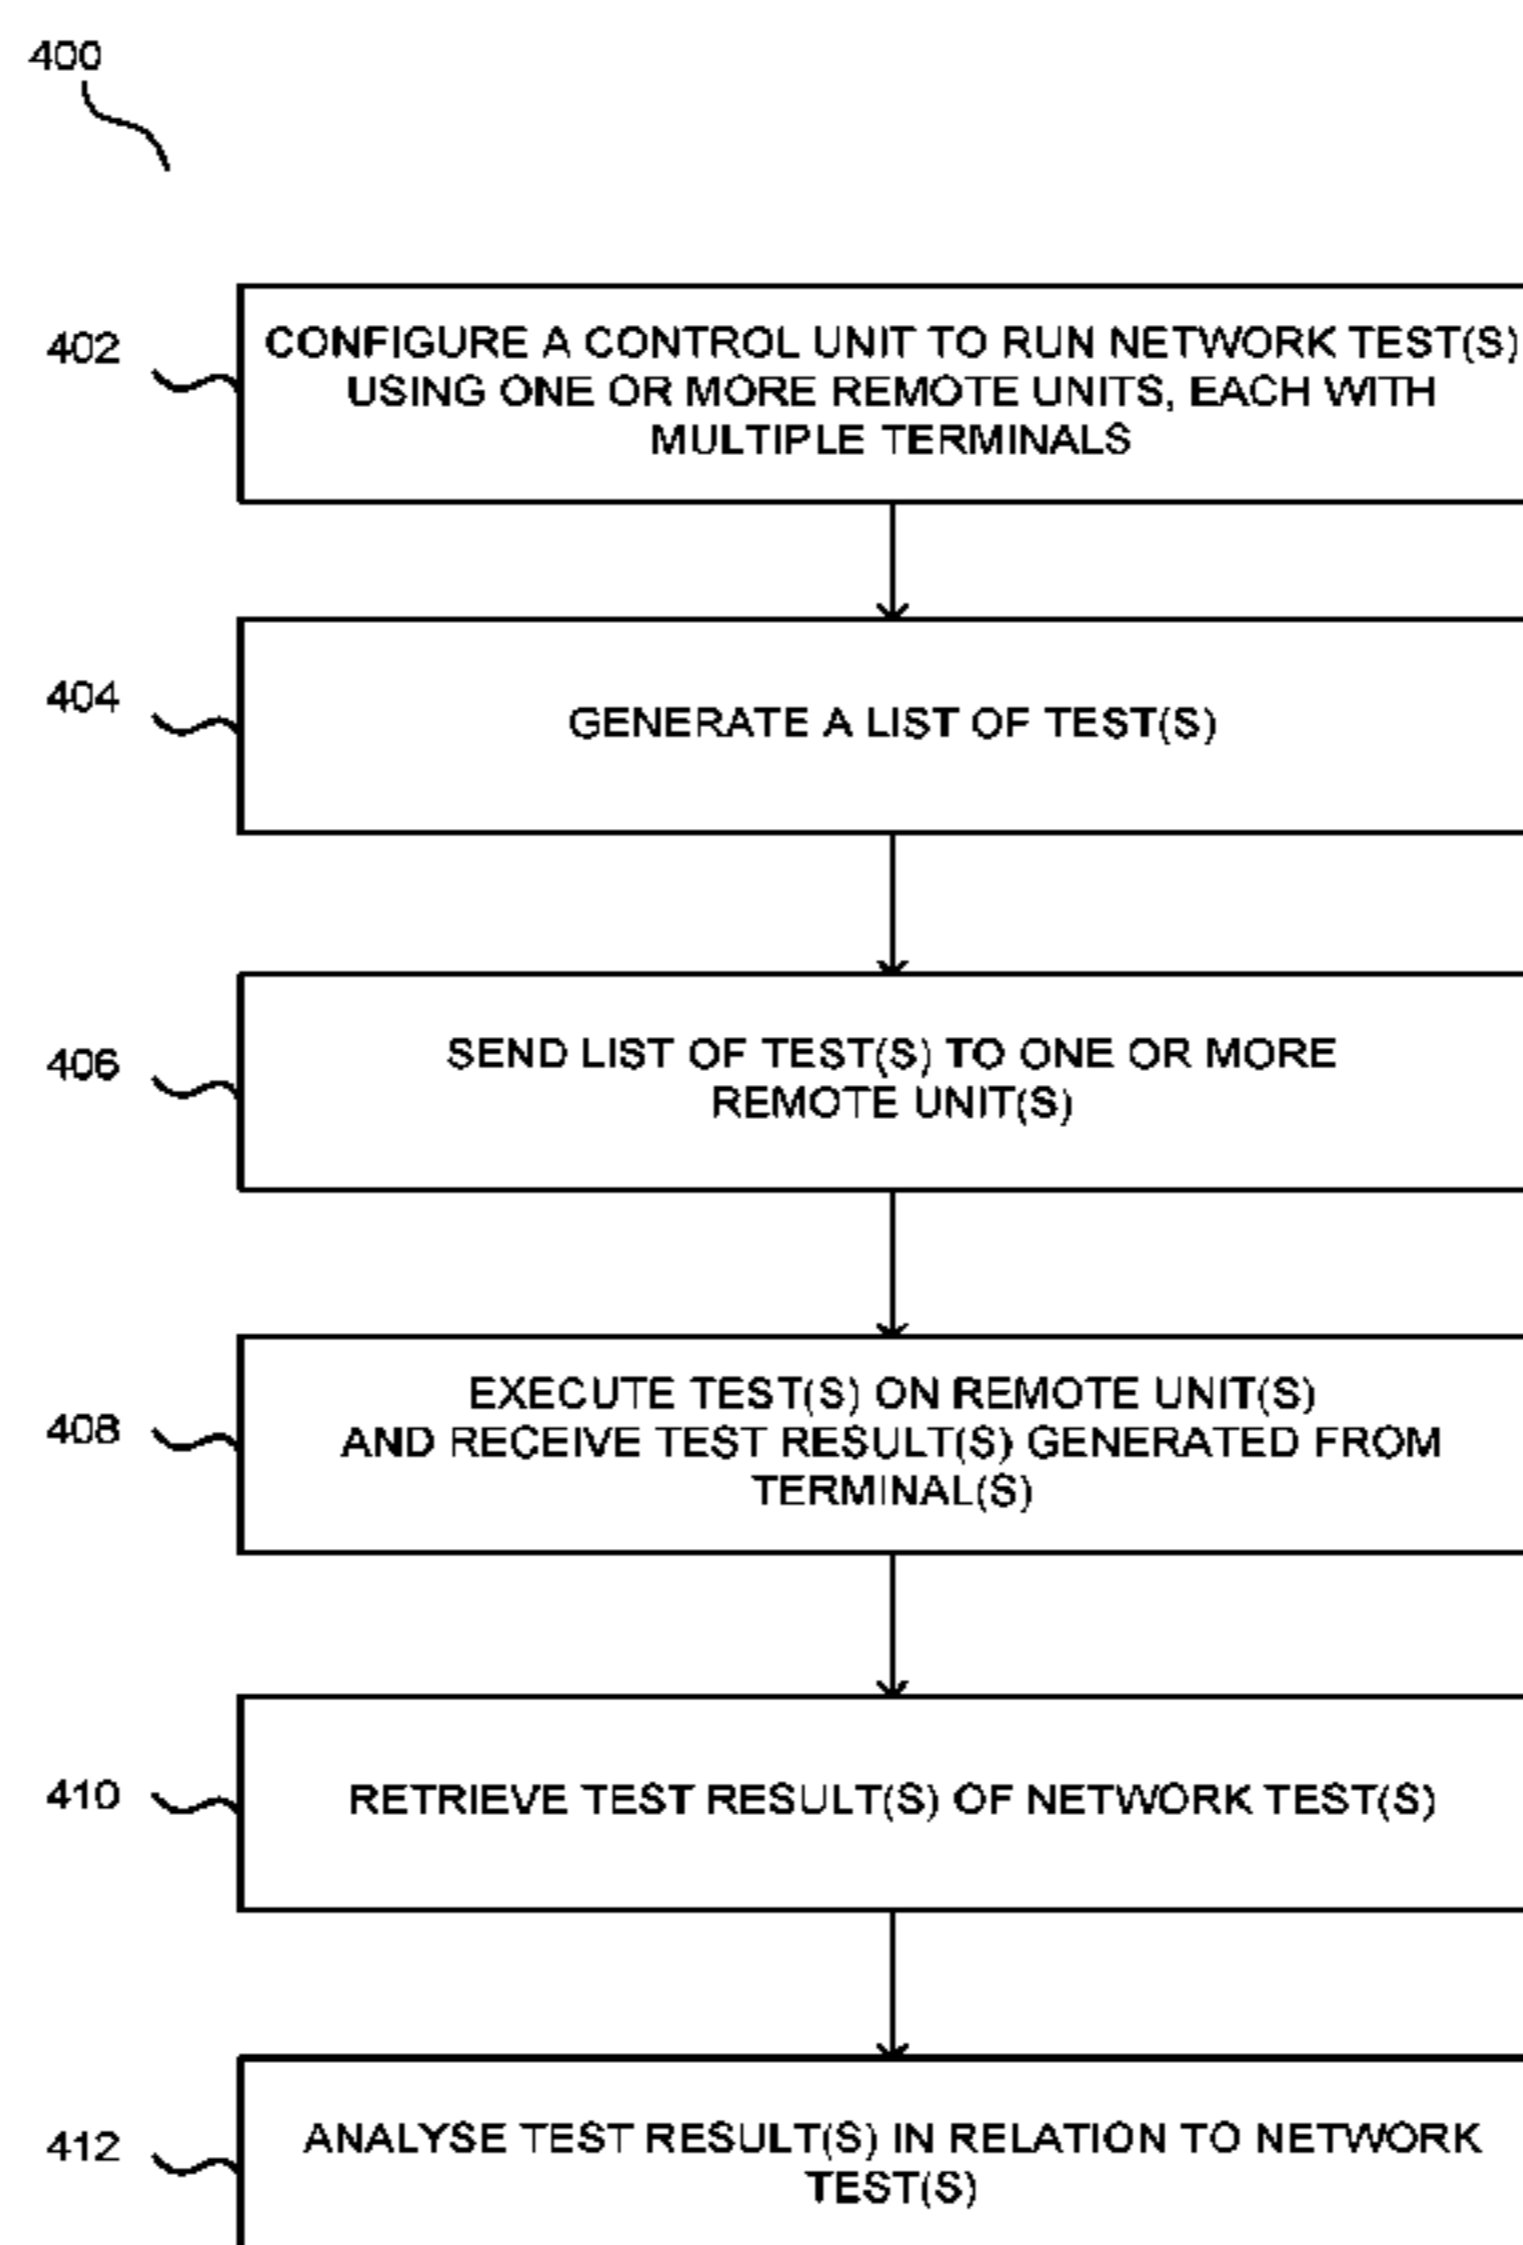 400
402
CONFIGURE A CONTROL UNIT TO RUN NETWORK TEST(S)
USING ONE OR MORE REMOTE UNITS, EACH WITH
MULTIPLE TERMINALS
404
GENERATE A LIST OF TEST(S)
406
SEND LIST OF TEST(S) TO ONE OR MORE
REMOTE UNIT(S)
408
EXECUTE TEST(S) ON REMOTE UNIT(S)
AND RECEIVE TEST RESULT(S) GENERATED FROM
TERMINAL(S)
410
RETRIEVE TEST RESULT(S) OF NETWORK TEST(S)
412
ANALYSE TEST RESULT(S) IN RELATION TO NETWORK
TEST(S)